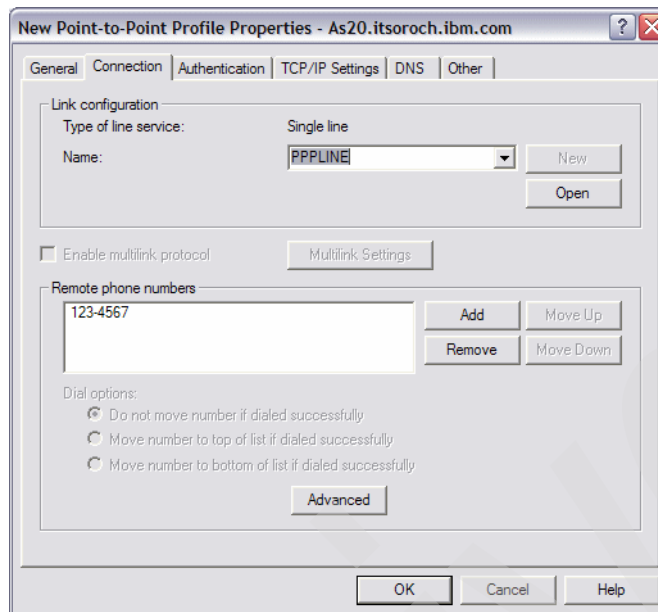 New Point-to-Point Profile Properties - As20.itsoroch.ibm.com
General Connection Authentication TCP/IP Settings DNS Other
Link configuration
Type of line service: Single line
Name: PPPLINE New
Open
Enable multilink protocol Multilink Settings
Remote phone numbers
123-4567 Add Move Up
Remove Move Down
Dial options:
Do not move number if dialed successfully
Move number to top of list if dialed successfully
Move number to bottom of list if dialed successfully
Advanced
OK Cancel Help